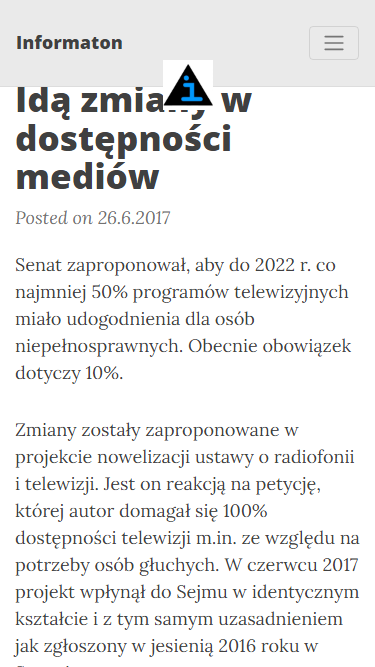 Informaton
i
Idą zmiany w
dostępności
mediów
Posted on 26.6.2017
Senat zaproponował, aby do 2022 r. co
najmniej 50% programów telewizyjnych
miało udogodnienia dla osób
niepełnosprawnych. Obecnie obowiązek
dotyczy 10%.
Zmiany zostały zaproponowane w
projekcie nowelizacji ustawy o radiofonii
i telewizji. Jest on reakcją na petycję,
której autor domagał się 100%
dostępności telewizji m.in. ze względu na
potrzeby osób głuchych. W czerwcu 2017
projekt wpłynął do Sejmu w identycznym
kształcie i z tym samym uzasadnieniem
jak zgłoszony w jesienią 2016 roku w